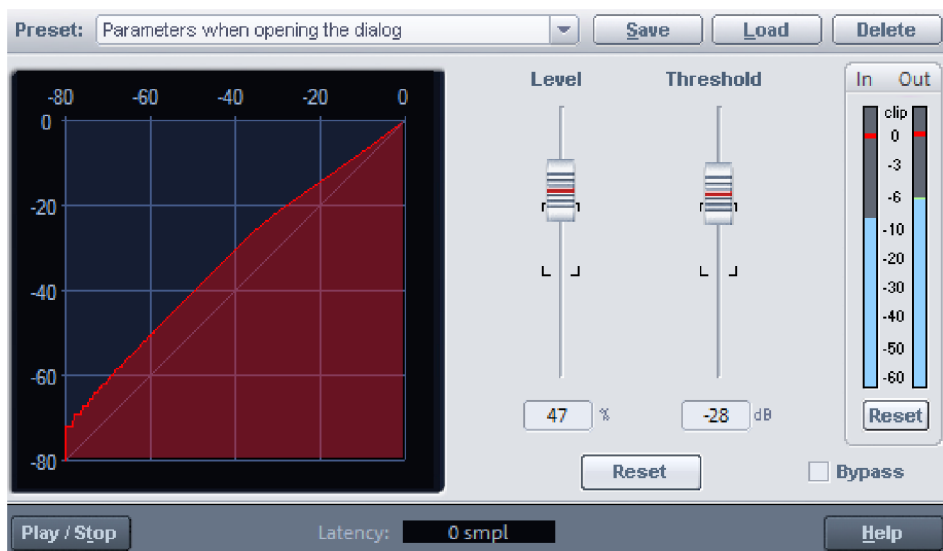 Preset: Parameters when opening the dialog Save Load Delete
Level Threshold In Out
-80 -60 -40 -20 0
0
-20
-40
-60
-80
clip
0
-3
-6
-10
-20
-30
-40
-50
-60
47 % -28 dB Reset
Reset Bypass
Play / Stop Latency: 0 smpl Help